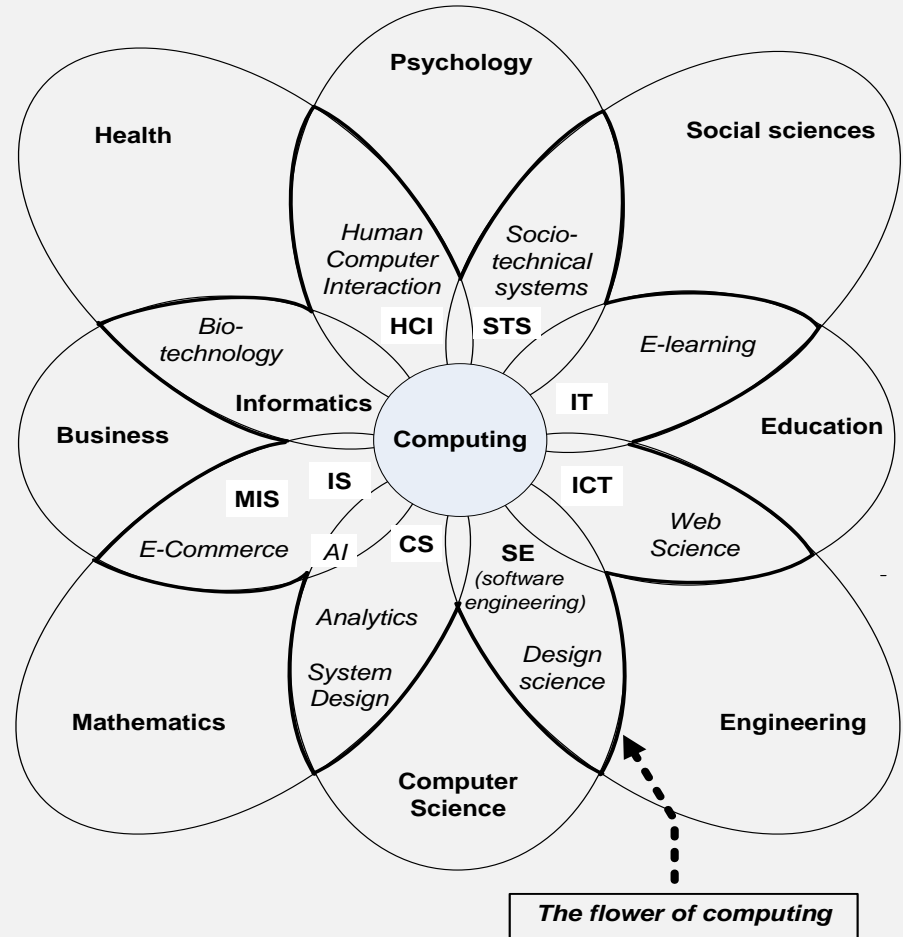 Psychology
Health
Social sciences
Human
Computer
Interaction
HCI
Socio-
technical
systems
STS
Bio-
technology
Informatics
E-learning
IT
Business
Computing
Education
IS
MIS
E-Commerce
AI
CS
SE
(software
engineering)
ICT
Web
Science
Analytics
System
Design
Design
science
Mathematics
Computer
Science
Engineering
The flower of computing